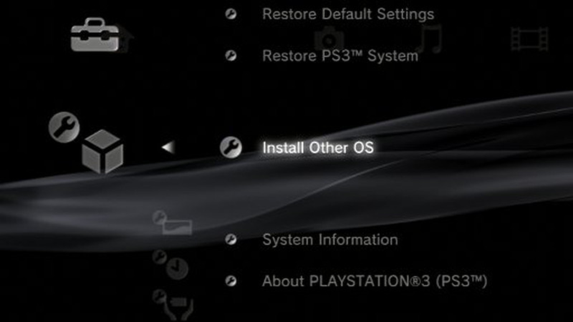 Restore Default Settings
Restore PS3™ System
Install Other OS
System Information
About PLAYSTATION®3 (PS3™)